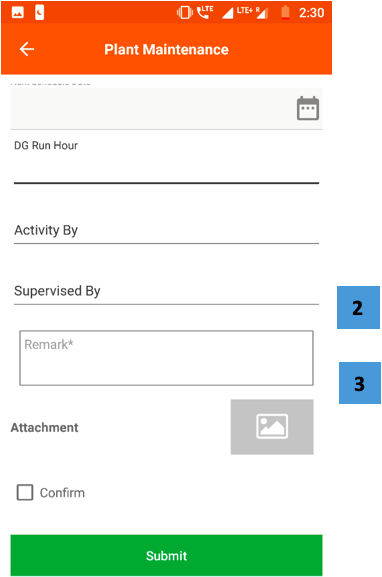 LTE LTE+ R 2:30
Plant Maintenance
DG Run Hour
Activity By
Supervised By
2
Remark*
3
Attachment
Confirm
Submit